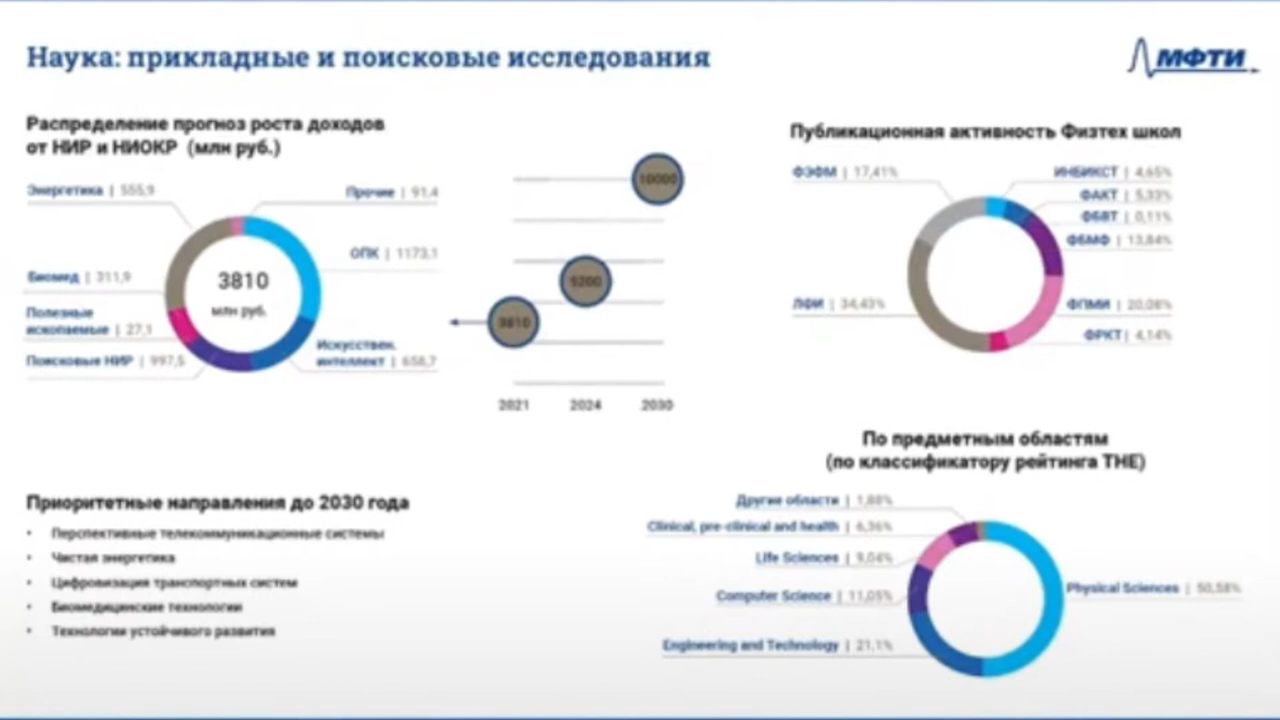 Наука: прикладные и поисковые исследования
МФТИ
Распределение прогноз роста доходов
от НИР и НИОКР (млн руб.)
Энергетика | 555,9
Прочие | 91,4
ОПК | 1173,1
Биомед | 311,9
3810
млн руб.
Полезные
ископаемые | 27,1
Поисковые НИР | 997,5
Искусствен.
интеллект | 658,7
10000
5200
3810
2021 2024 2030
Публикационная активность Физтех школ
ФЭФМ | 17,41%
ИНБИКСТ | 4,65%
ФАКТ | 5,33%
ФБВТ | 0,11%
ФБМФ | 13,84%
ЛФИ | 34,43%
ФПМИ | 20,08%
ФРКТ | 4,14%
Приоритетные направления до 2030 года
• Перспективные телекоммуникационные системы
• Чистая энергетика
• Цифровизация транспортных систем
• Биомедицинские технологии
• Технологии устойчивого развития
По предметным областям
(по классификатору рейтинга THE)
Другие области | 1,88%
Clinical, pre-clinical and health | 6,36%
Life Sciences | 9,04%
Computer Science | 11,05%
Physical Sciences | 50,58%
Engineering and Technology | 21,1%